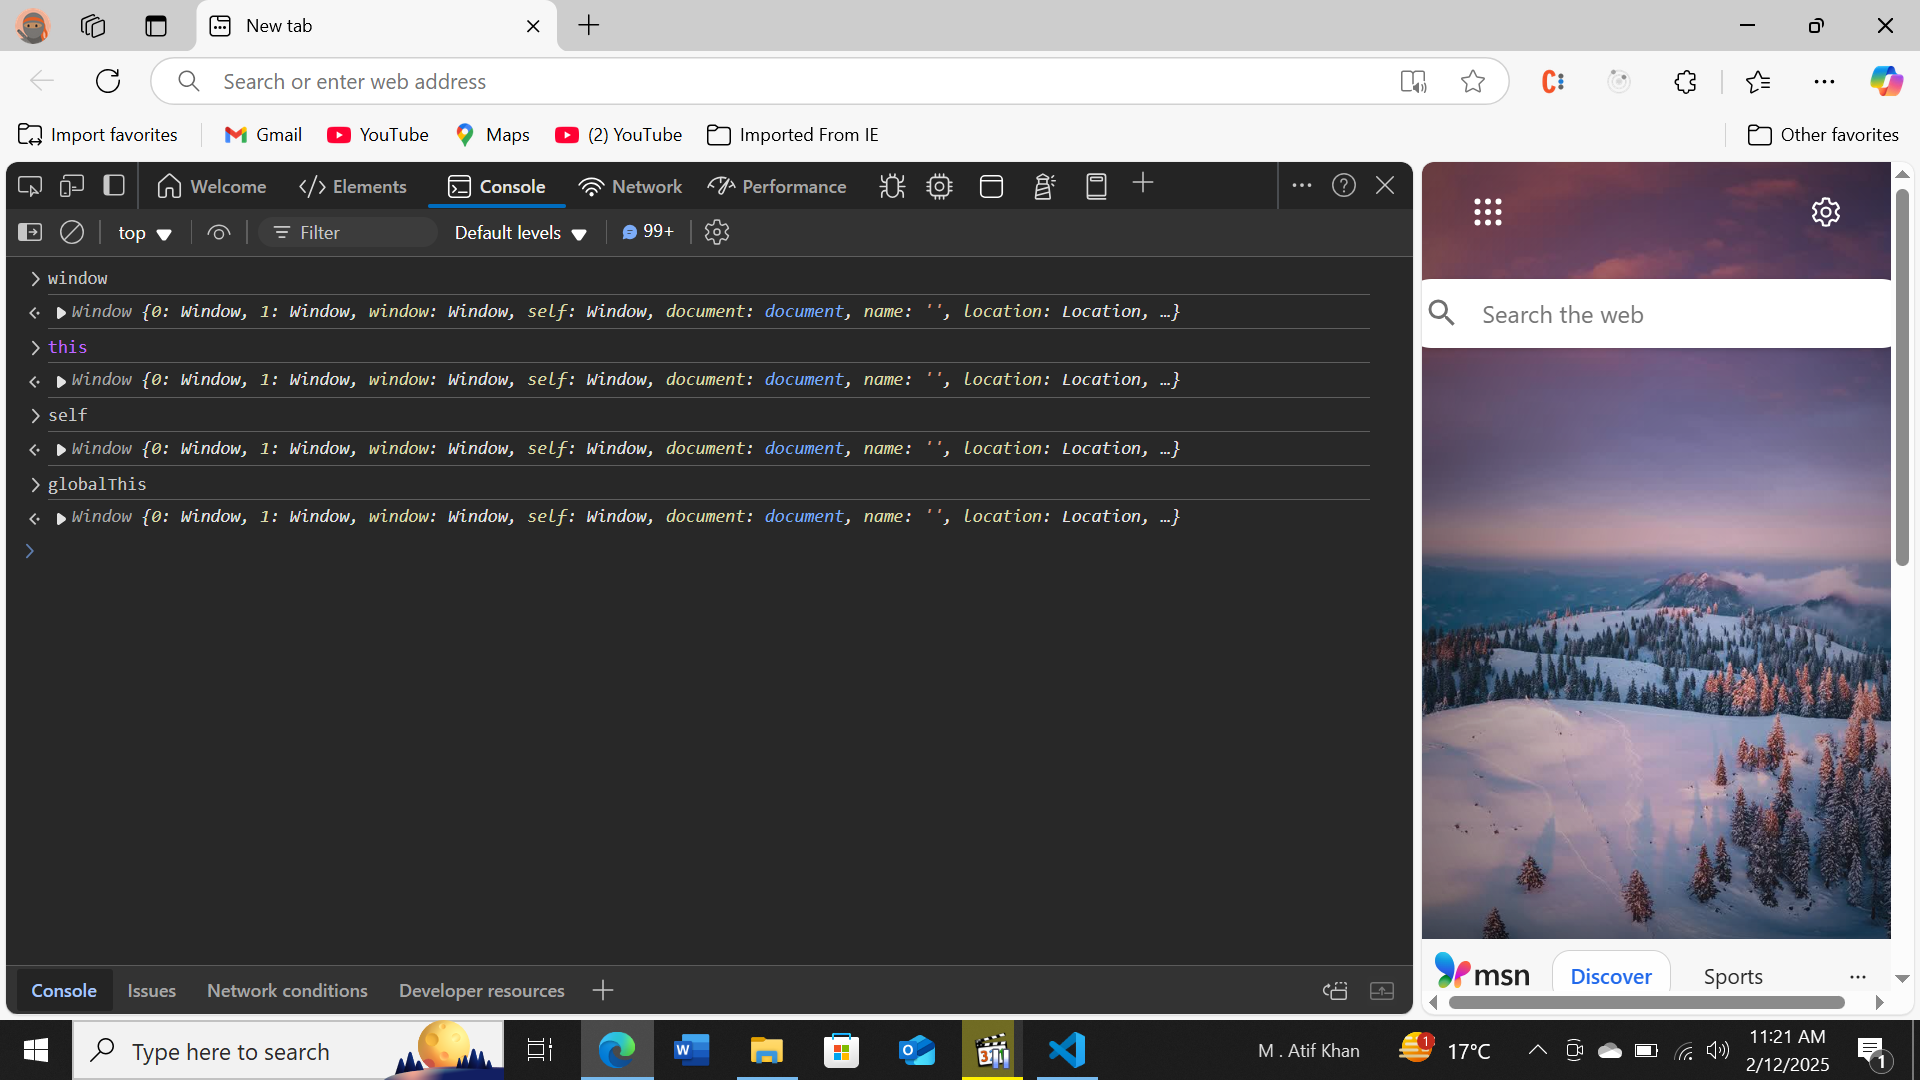 New tab
Search or enter web address
Import favorites Gmail YouTube Maps (2) YouTube Imported From IE Other favorites
Welcome Elements Console Network Performance
top Filter Default levels 99+
window
Window {0: Window, 1: Window, window: Window, self: Window, document: document, name: '', location: Location, …}
this
Window {0: Window, 1: Window, window: Window, self: Window, document: document, name: '', location: Location, …}
self
Window {0: Window, 1: Window, window: Window, self: Window, document: document, name: '', location: Location, …}
globalThis
Window {0: Window, 1: Window, window: Window, self: Window, document: document, name: '', location: Location, …}
Search the web
msn Discover Sports
Console Issues Network conditions Developer resources
Type here to search
M . Atif Khan
1
17°C
11:21 AM
2/12/2025
1